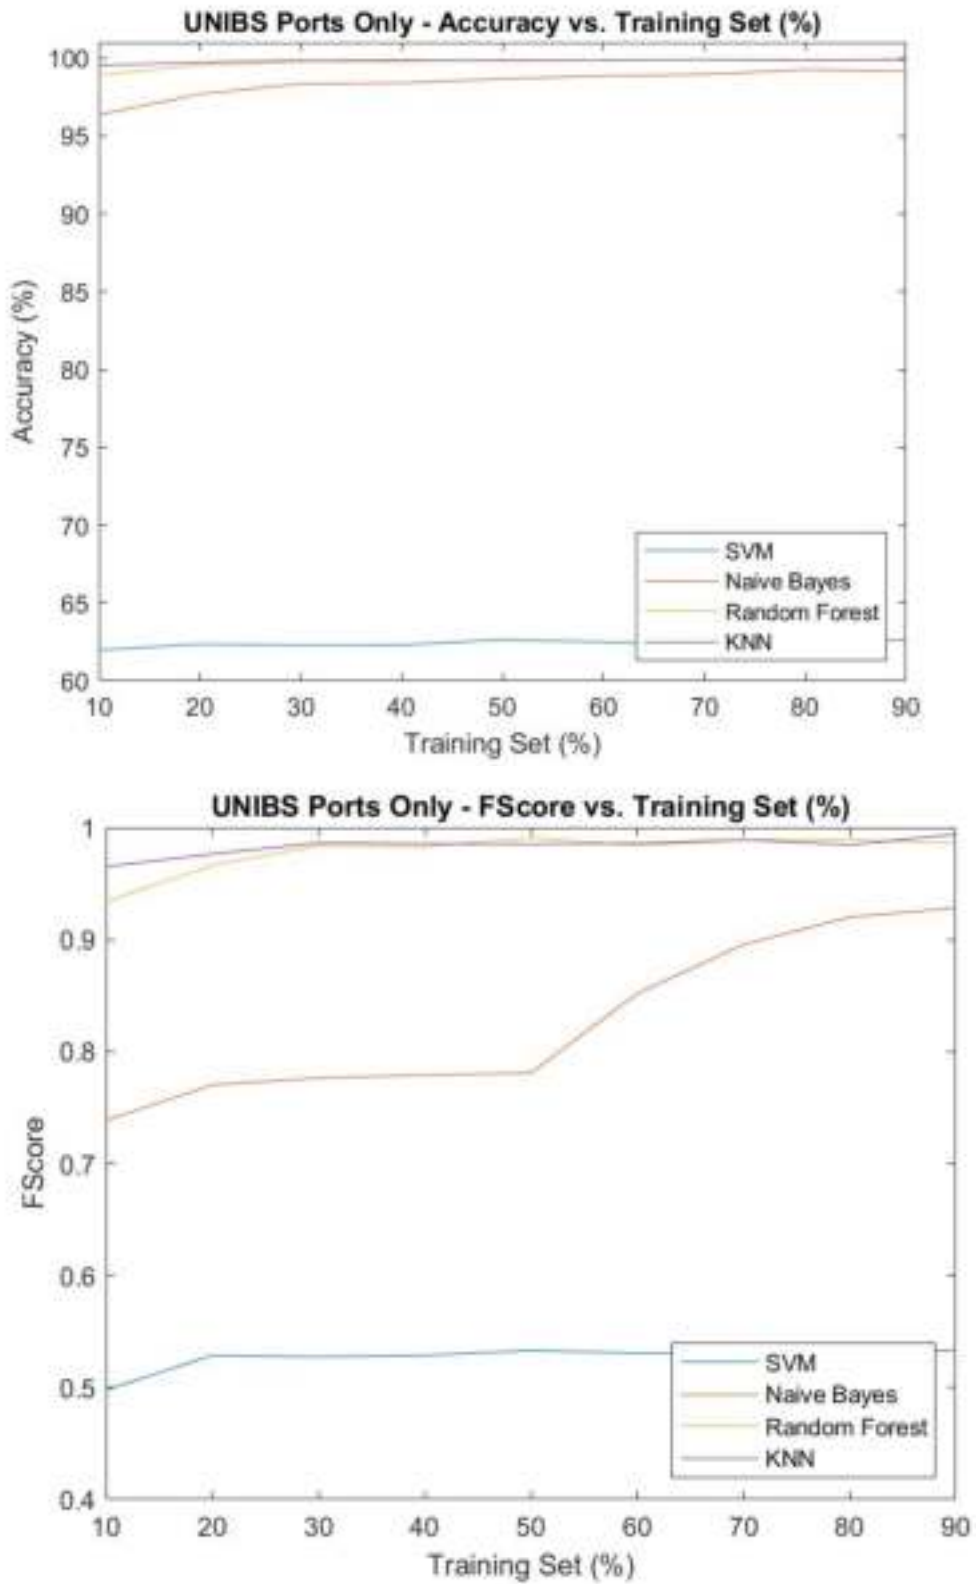 UNIBS Ports Only - Accuracy vs. Training Set (%)
100
95
90
85
80
75
70
65
60
Accuracy (%)
SVM
Naive Bayes
Random Forest
KNN
10 20 30 40 50 60 70 80 90
Training Set (%)
UNIBS Ports Only - FScore vs. Training Set (%)
1
0.9
0.8
0.7
0.6
0.5
0.4
FScore
SVM
Naive Bayes
Random Forest
KNN
10 20 30 40 50 60 70 80 90
Training Set (%)